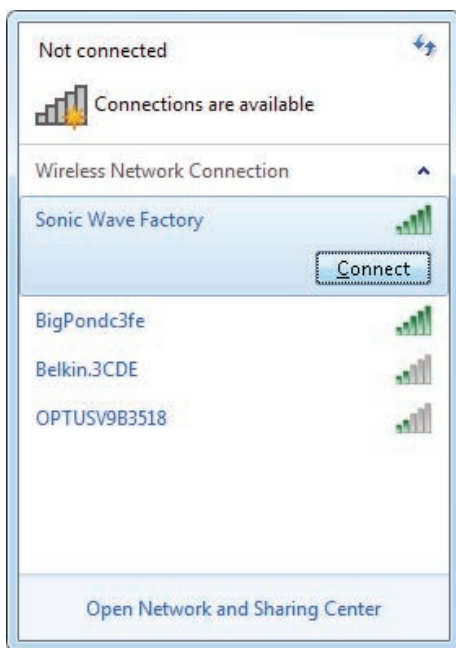 Not connected
Connections are available
Wireless Network Connection
Sonic Wave Factory
Connect
BigPondc3fe
Belkin.3CDE
OPTUSV9B3518
Open Network and Sharing Center